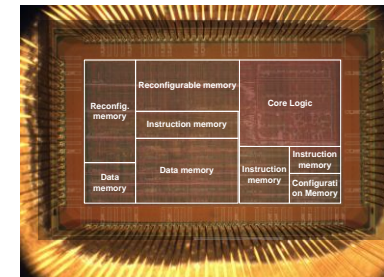 Reconfig.
memory
Reconfigurable memory
Core Logic
Instruction memory
Data
memory
Data memory
Instruction
memory
Instruction
memory
Configurati
on Memory